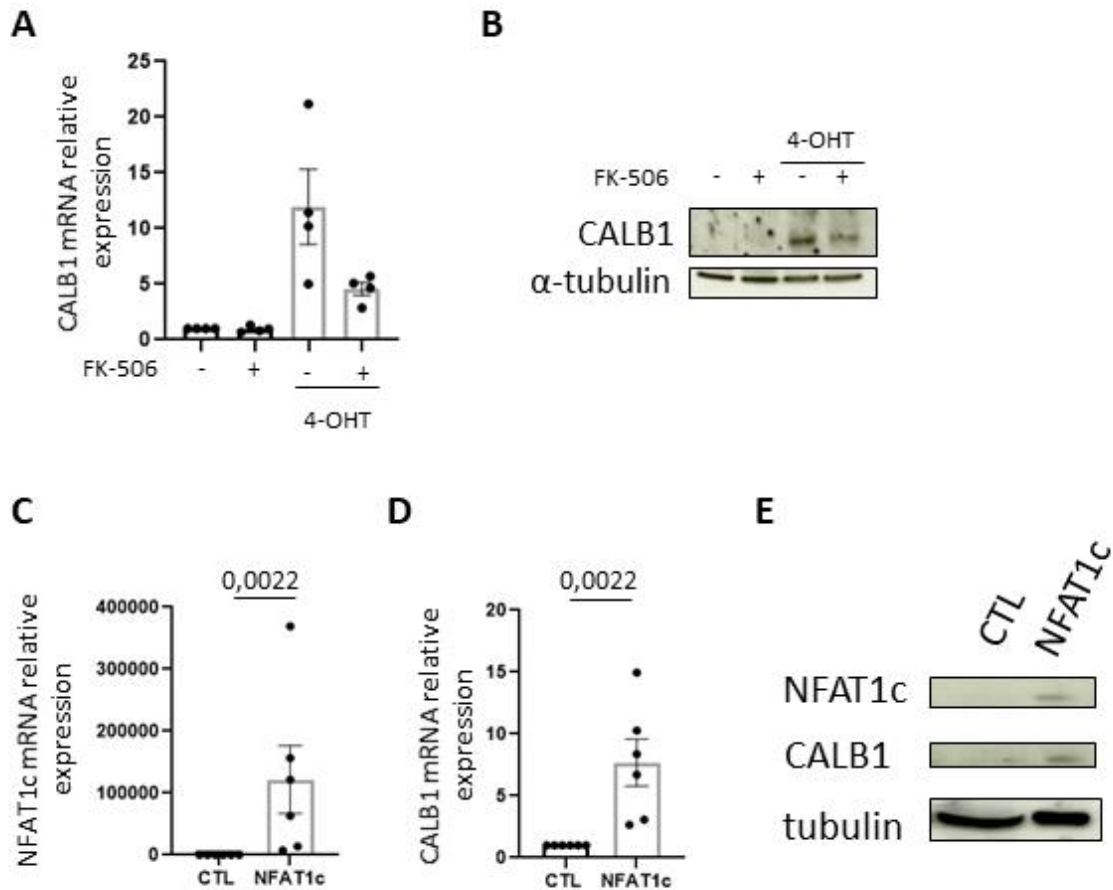 A
CALB1 mRNA relative
expression
25
20
15
10
5
0
FK-506 - + - +
4-OHT
B
4-OHT
FK-506 - + - +
CALB1
α-tubulin
C
NFAT1c mRNA relative
expression
0,0022
400000
300000
200000
100000
0
CTL NFAT1c
D
CALB1 mRNA relative
expression
0,0022
20
15
10
5
0
CTL NFAT1c
E
CTL NFAT1c
NFAT1c
CALB1
tubulin